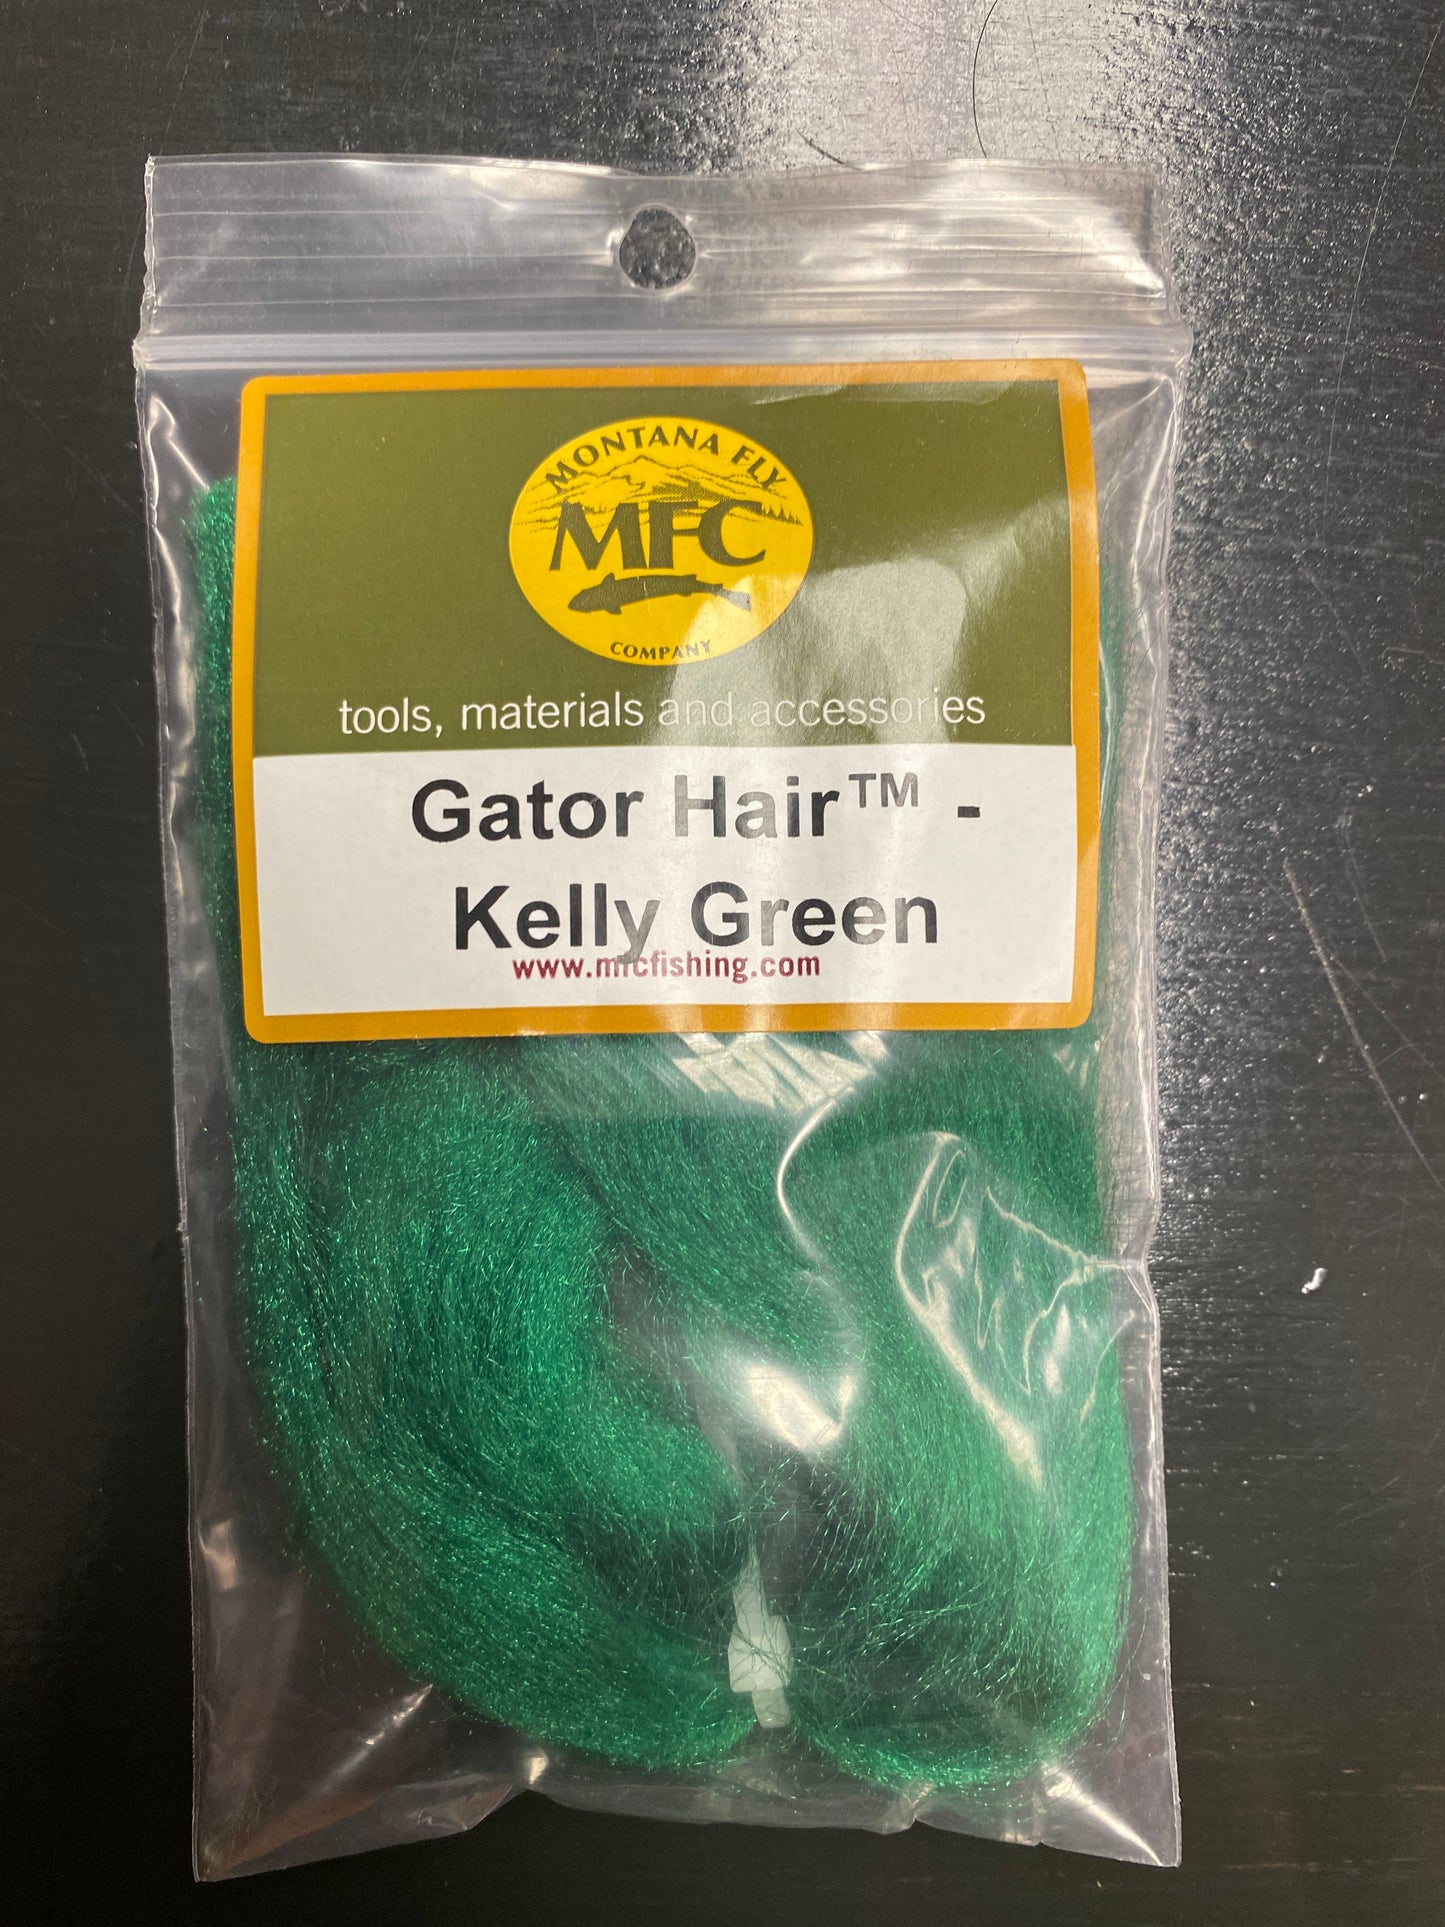 MONTANA FLY
MFC
COMPANY
tools, materials and accessories
Gator Hair™ -
Kelly Green
www.mfcfishing.com